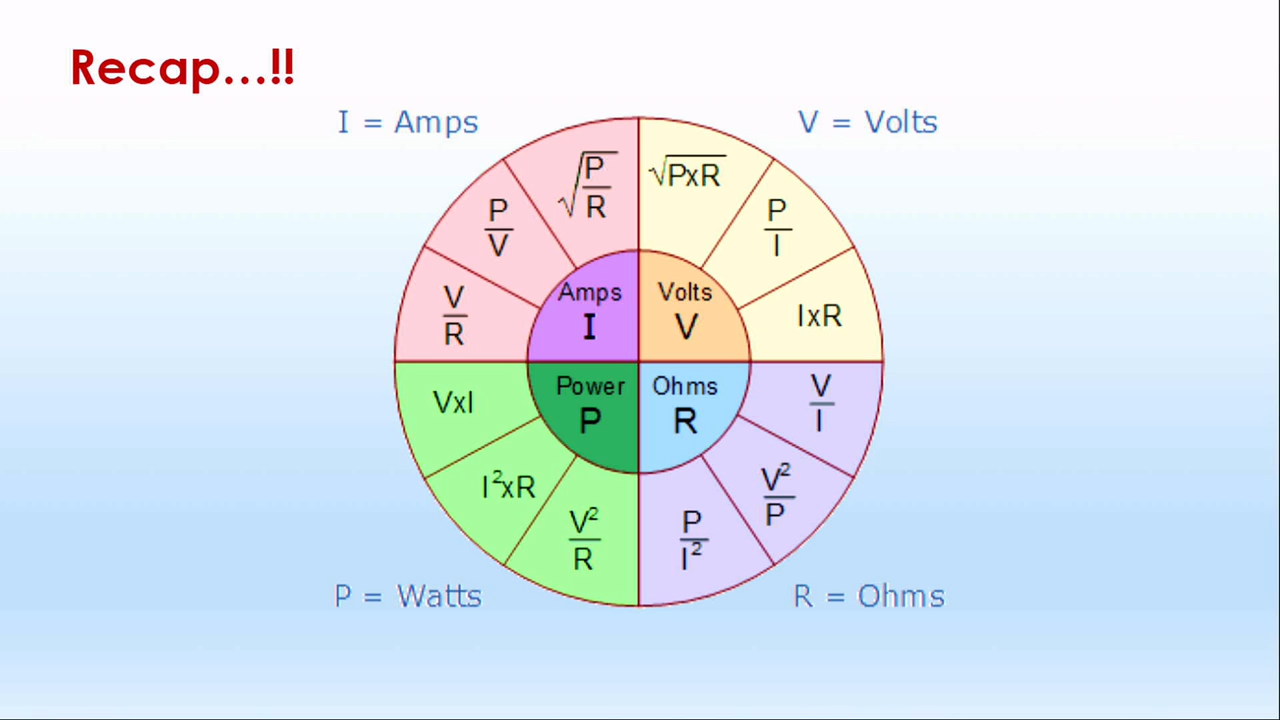 Recap...!!
I = Amps
V = Volts
√P/R
√PxR
P/V
P/I
V/R
IxR
Amps
I
Volts
V
Power
P
Ohms
R
VxI
V/I
I²xR
V²/P
V²/R
P/I²
P = Watts
R = Ohms